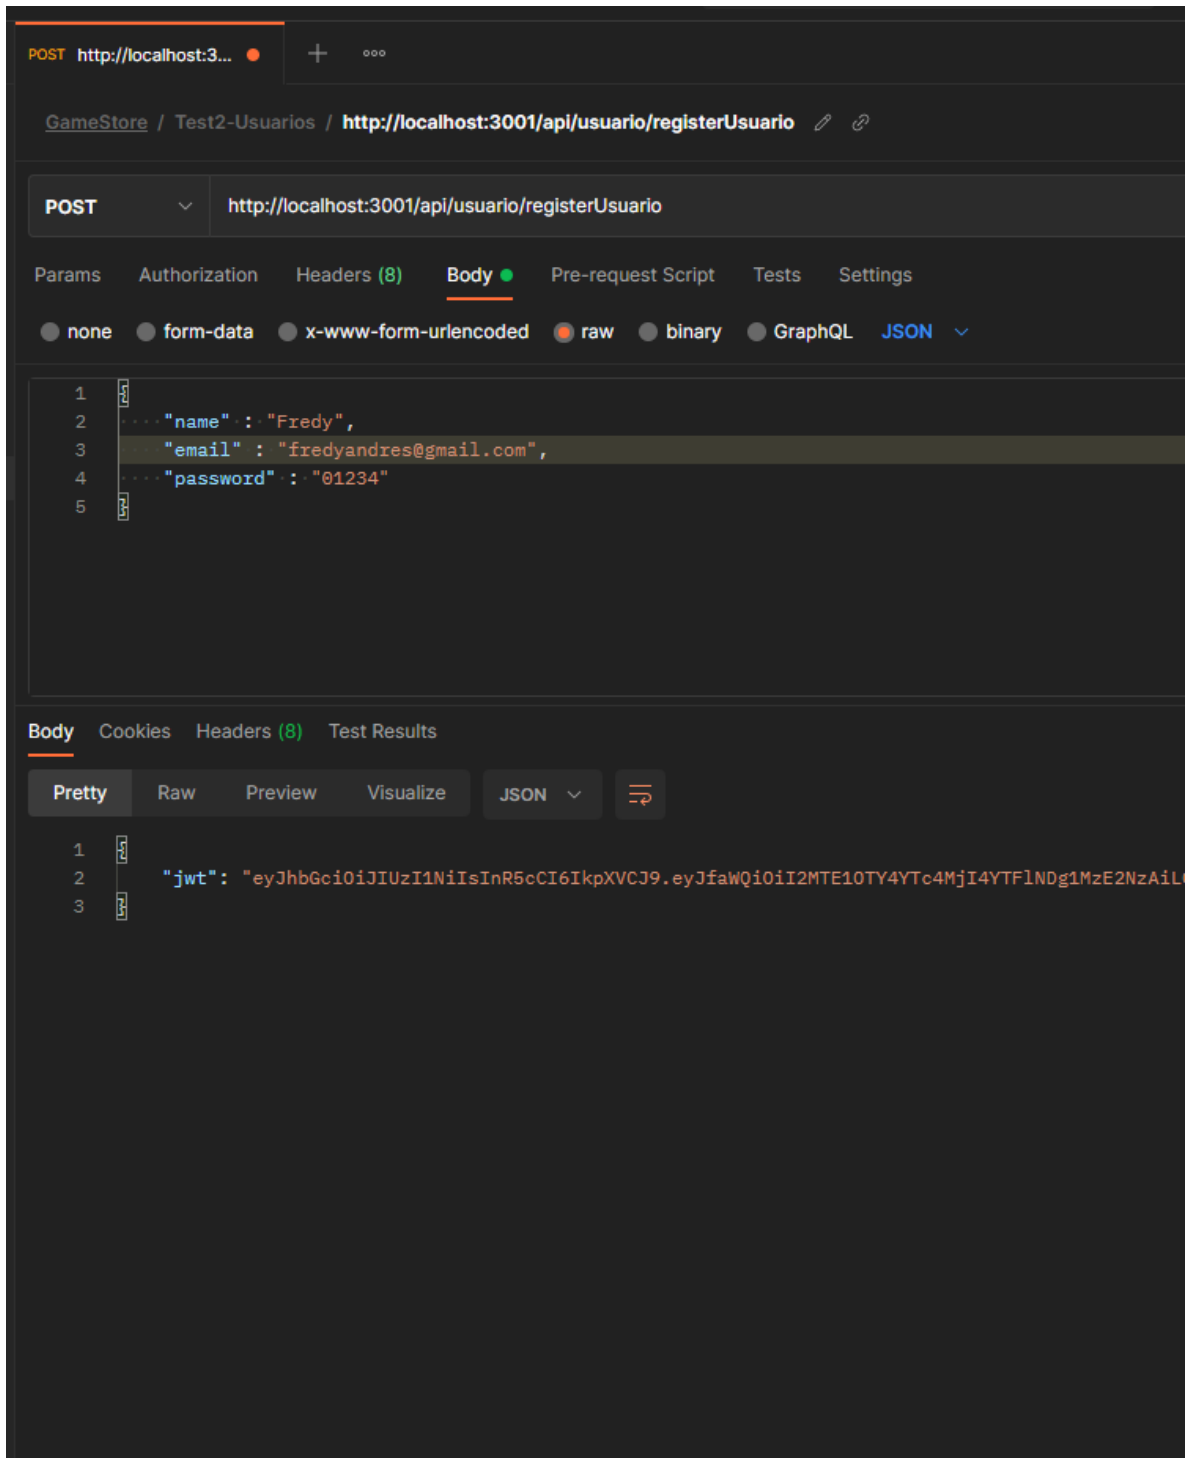 POST http://localhost:3...
GameStore / Test2-Usuarios / http://localhost:3001/api/usuario/registerUsuario
POST http://localhost:3001/api/usuario/registerUsuario
Params Authorization Headers (8) Body Pre-request Script Tests Settings
none form-data x-www-form-urlencoded raw binary GraphQL JSON
1 {
2 "name" : "Fredy",
3 "email" : "fredyandres@gmail.com",
4 "password" : "01234"
5 }
Body Cookies Headers (8) Test Results
Pretty Raw Preview Visualize JSON
1 {
2 "jwt": "eyJhbGciOiJIUzI1NiIsInR5cCI6IkpXVCJ9.eyJfaWQiOiI2MTE1OTY4YTc4MjI4YTFlNDg1MzE2NzAiL
3 }